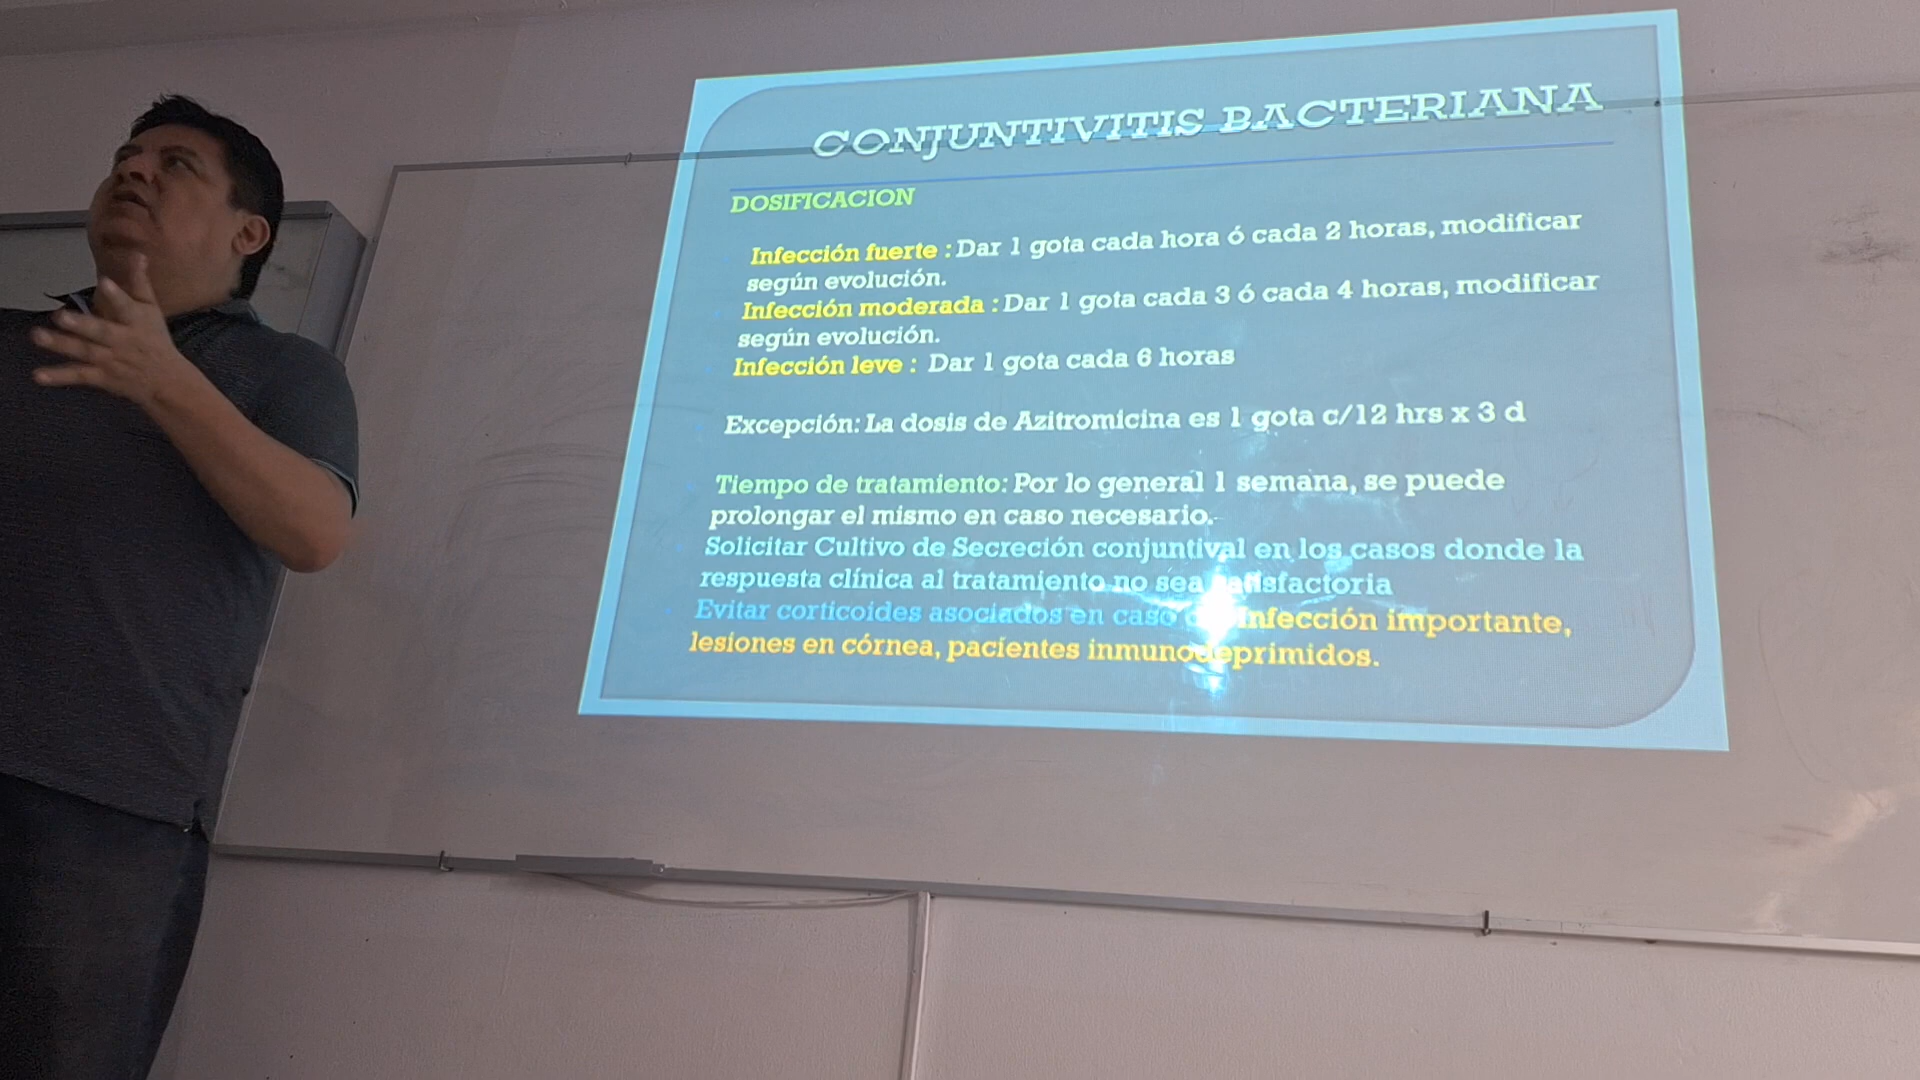 CONJUNTIVITIS BACTERIANA
DOSIFICACION
Infección fuerte : Dar 1 gota cada hora ó cada 2 horas, modificar
según evolución.
Infección moderada : Dar 1 gota cada 3 ó cada 4 horas, modificar
según evolución.
Infección leve : Dar 1 gota cada 6 horas
Excepción: La dosis de Azitromicina es 1 gota c/12 hrs x 3 d
Tiempo de tratamiento: Por lo general 1 semana, se puede
prolongar el mismo en caso necesario.
Solicitar Cultivo de Secreción conjuntival en los casos donde la
respuesta clínica al tratamiento no sea satisfactoria
Evitar corticoides asociados en caso infección importante,
lesiones en córnea, pacientes inmunodeprimidos.